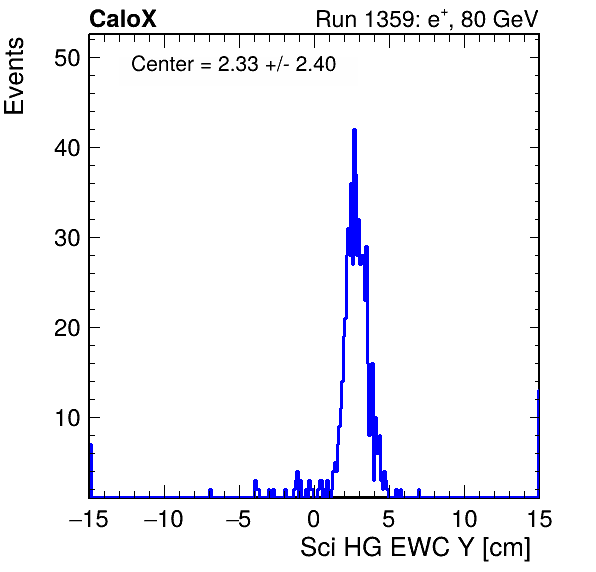 CaloX Run 1359: e⁺, 80 GeV
Events
Center = 2.33 +/- 2.40
50
40
30
20
10
−15 −10 −5 0 5 10 15
Sci HG EWC Y [cm]